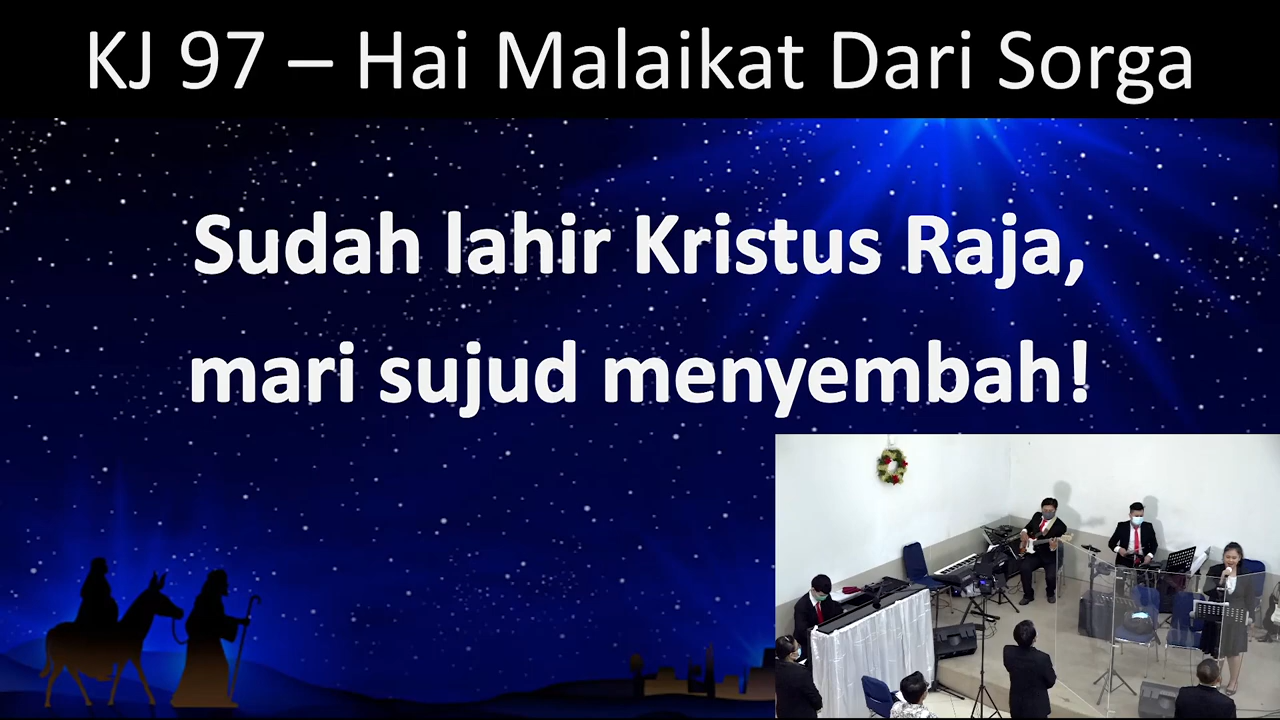 KJ 97 – Hai Malaikat Dari Sorga
Sudah lahir Kristus Raja,
mari sujud menyembah!